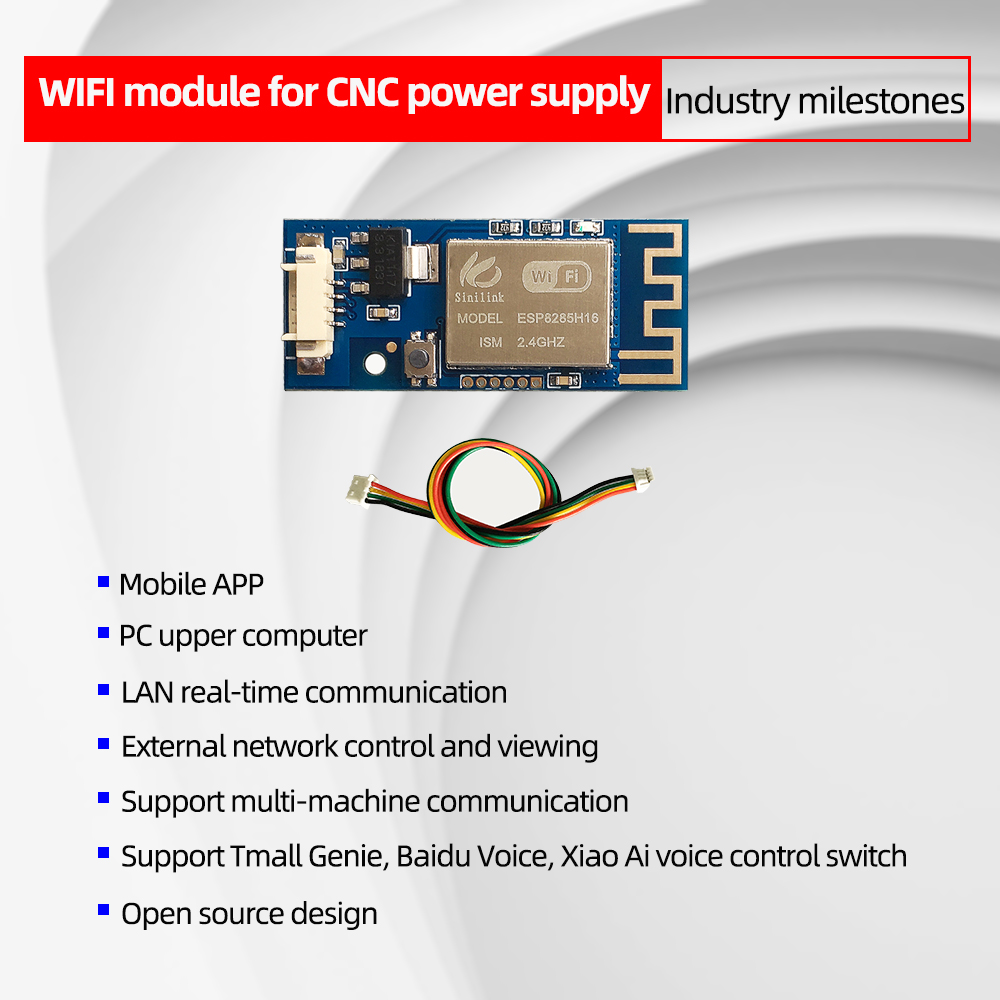 WIFI module for CNC power supply
Industry milestones
Sinilink
Wi Fi
MODEL ESP8285H16
ISM 2.4GHZ
Mobile APP
PC upper computer
LAN real-time communication
External network control and viewing
Support multi-machine communication
Support Tmall Genie, Baidu Voice, Xiao Ai voice control switch
Open source design